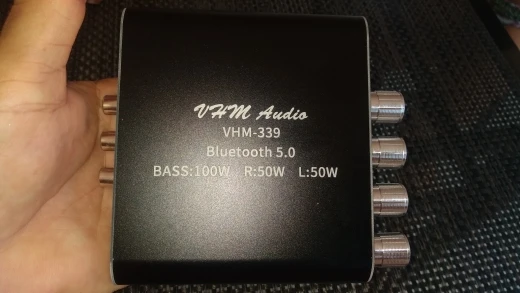 VHM Audio
VHM-339
Bluetooth 5.0
BASS:100W R:50W L:50W